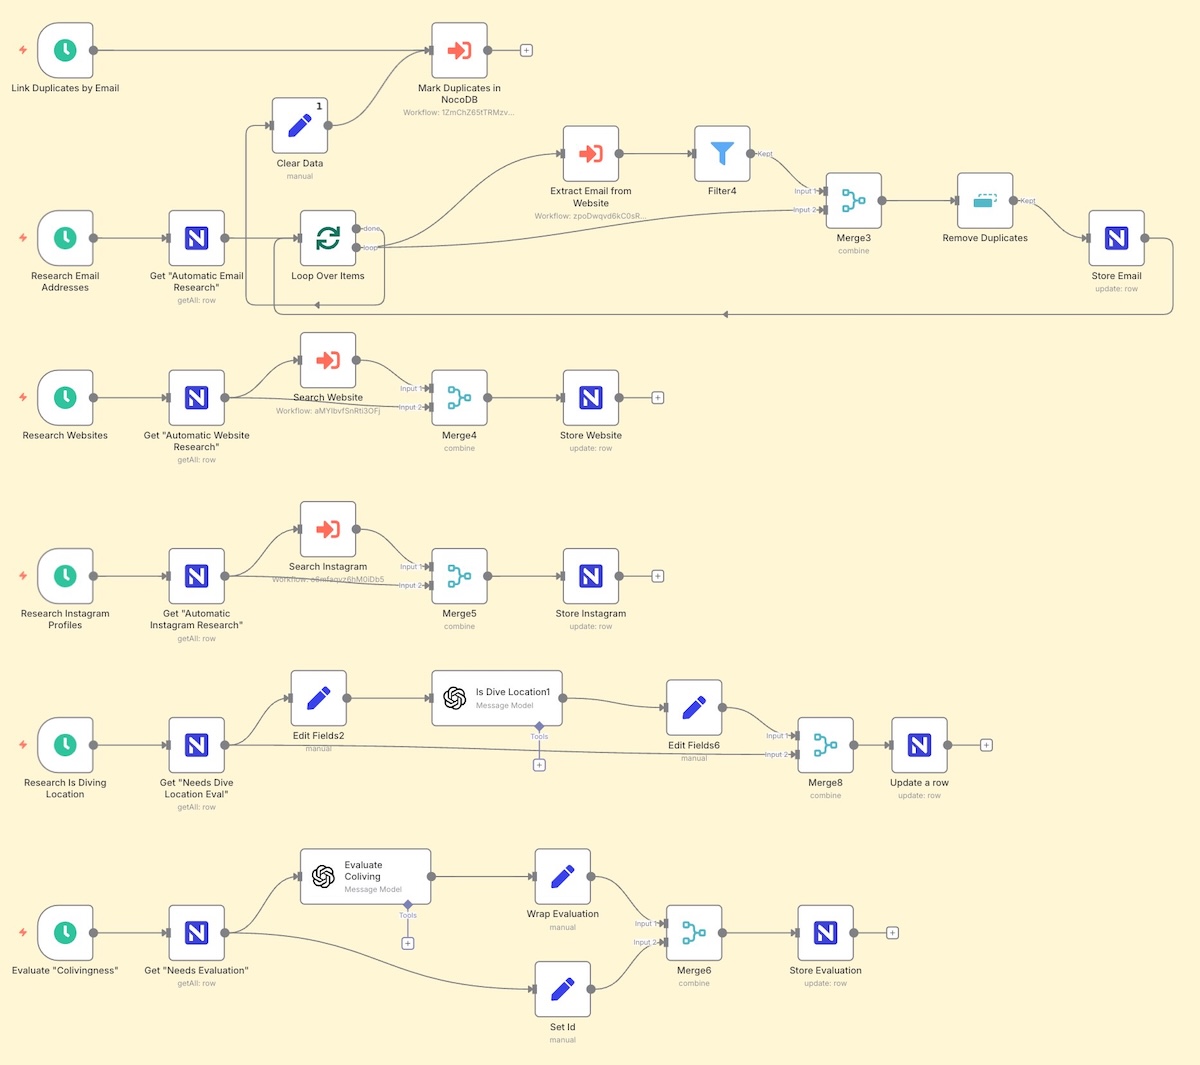 Link Duplicates by Email
Mark Duplicates in
NocoDB
Workflow: 1ZmChZ65tTRMzv...
1
Clear Data
manual
Extract Email from
Website
Workflow: zpoDwqvd6kC0sR...
Kept
Filter4
Input 1
Input 2
Merge3
combine
Kept
Remove Duplicates
Research Email
Addresses
Get "Automatic Email
Research"
getAll: row
done
loop
Loop Over Items
Store Email
update: row
Research Websites
Get "Automatic Website
Research"
getAll: row
Search Website
Workflow: aMYlbvfSnRti3OFj
Input 1
Input 2
Merge4
combine
Store Website
update: row
Research Instagram
Profiles
Get "Automatic
Instagram Research"
getAll: row
Search Instagram
Workflow:
Input 1
Input 2
Merge5
combine
Store Instagram
update: row
Research Is Diving
Location
Get "Needs Dive
Location Eval"
getAll: row
Edit Fields2
manual
Is Dive Location1
Message Model
Tools
Edit Fields6
manual
Input 1
Input 2
Merge8
combine
Update a row
update: row
Evaluate "Colivingness"
Get "Needs Evaluation"
getAll: row
Evaluate
Coliving
Message Model
Tools
Wrap Evaluation
manual
Set Id
manual
Input 1
Input 2
Merge6
combine
Store Evaluation
update: row